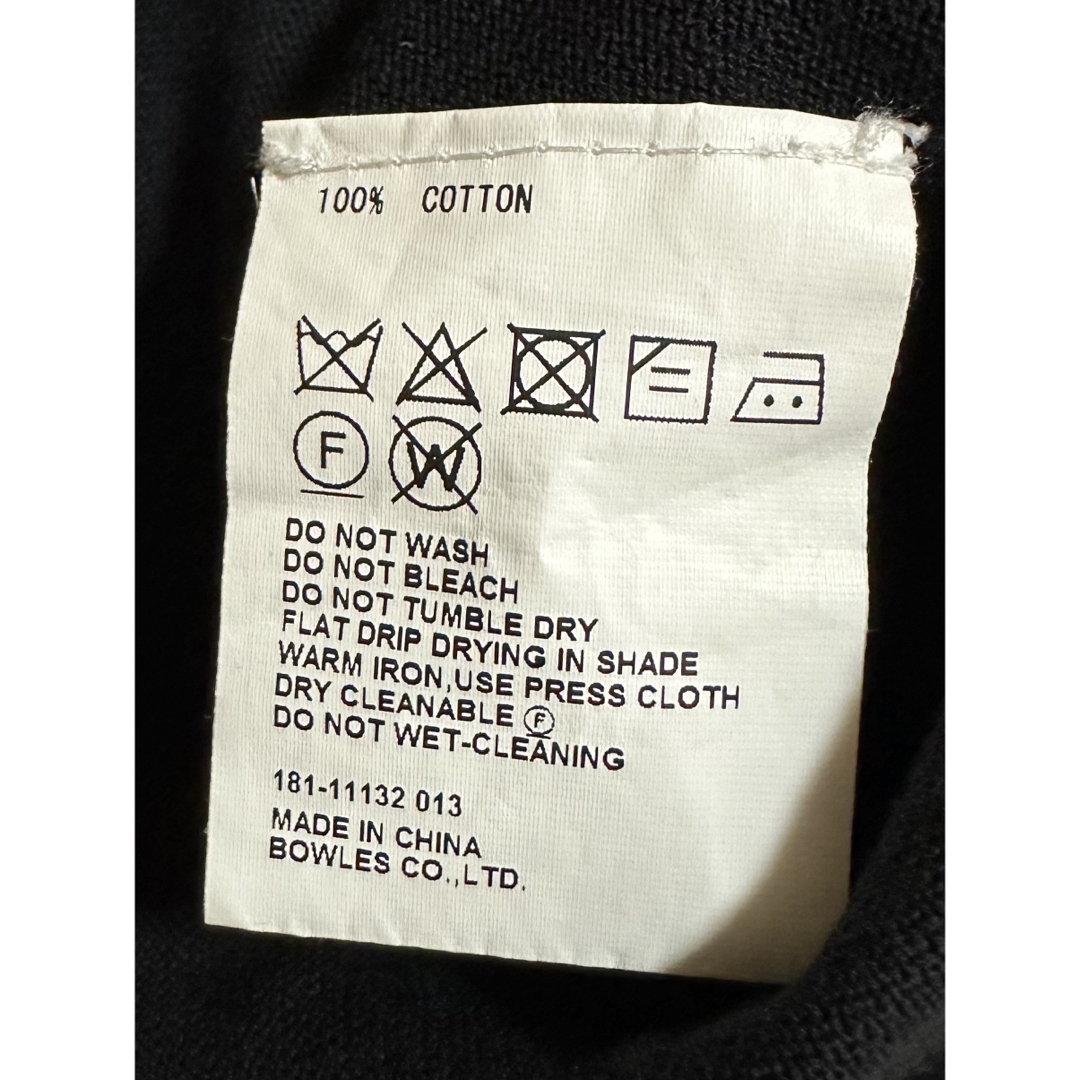 100% COTTON
F W
DO NOT WASH
DO NOT BLEACH
DO NOT TUMBLE DRY
FLAT DRIP DRYING IN SHADE
WARM IRON,USE PRESS CLOTH
DRY CLEANABLE Ⓕ
DO NOT WET-CLEANING
181-11132 013
MADE IN CHINA
BOWLES CO.,LTD.